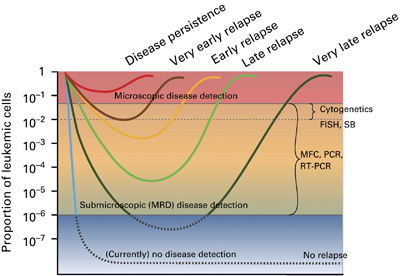 Disease persistence
Very early relapse
Early relapse
Late relapse
Very late relapse
Proportion of leukemic cells
1
10⁻¹
10⁻²
10⁻³
10⁻⁴
10⁻⁵
10⁻⁶
10⁻⁷
Microscopic disease detection
Cytogenetics
FISH, SB
MFC, PCR,
RT-PCR
Submicroscopic (MRD) disease detection
(Currently) no disease detection
No relapse